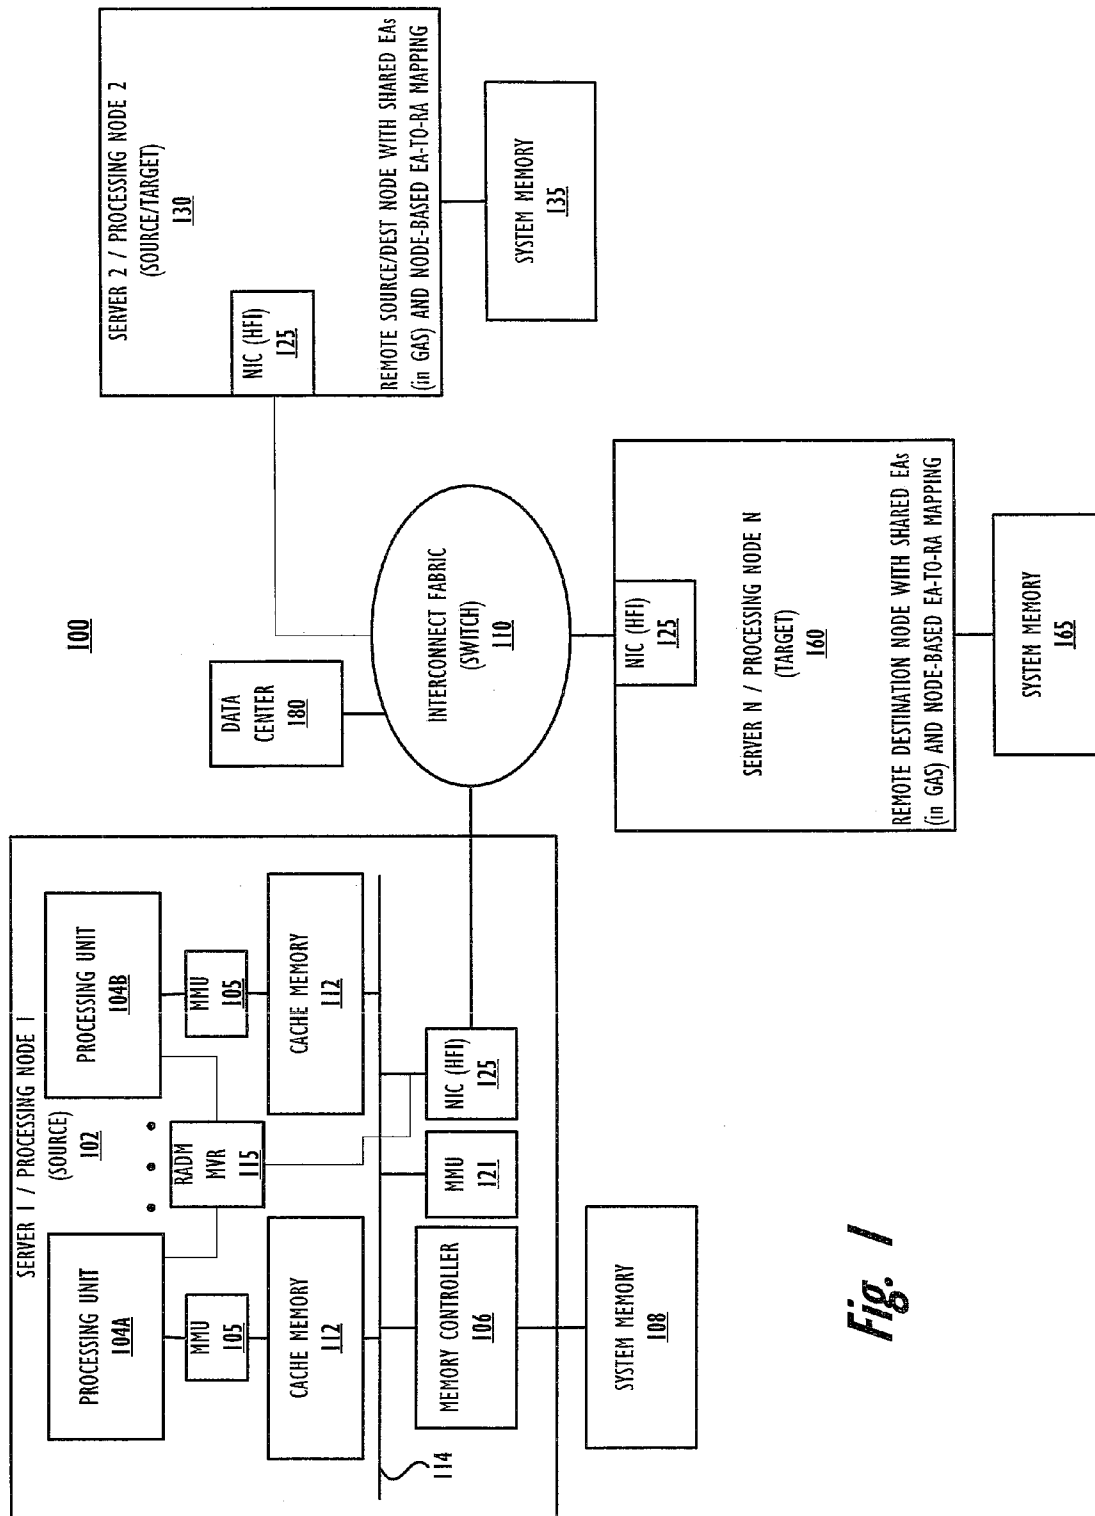 100
SERVER 1 / PROCESSING NODE 1
(SOURCE)
102
PROCESSING UNIT
104A
PROCESSING UNIT
104B
RADM
MVR
115
MMU
105
MMU
105
CACHE MEMORY
112
CACHE MEMORY
112
114
MEMORY CONTROLLER
106
MMU
121
NIC (HFI)
125
SYSTEM MEMORY
108
DATA
CENTER
180
INTERCONNECT FABRIC
(SWITCH)
110
SERVER 2 / PROCESSING NODE 2
(SOURCE/TARGET)
130
NIC (HFI)
125
REMOTE SOURCE/DEST NODE WITH SHARED EAs
(in GAS) AND NODE-BASED EA-TO-RA MAPPING
SYSTEM MEMORY
135
NIC (HFI)
125
SERVER N / PROCESSING NODE N
(TARGET)
160
REMOTE DESTINATION NODE WITH SHARED EAs
(in GAS) AND NODE-BASED EA-TO-RA MAPPING
SYSTEM MEMORY
165
Fig. 1